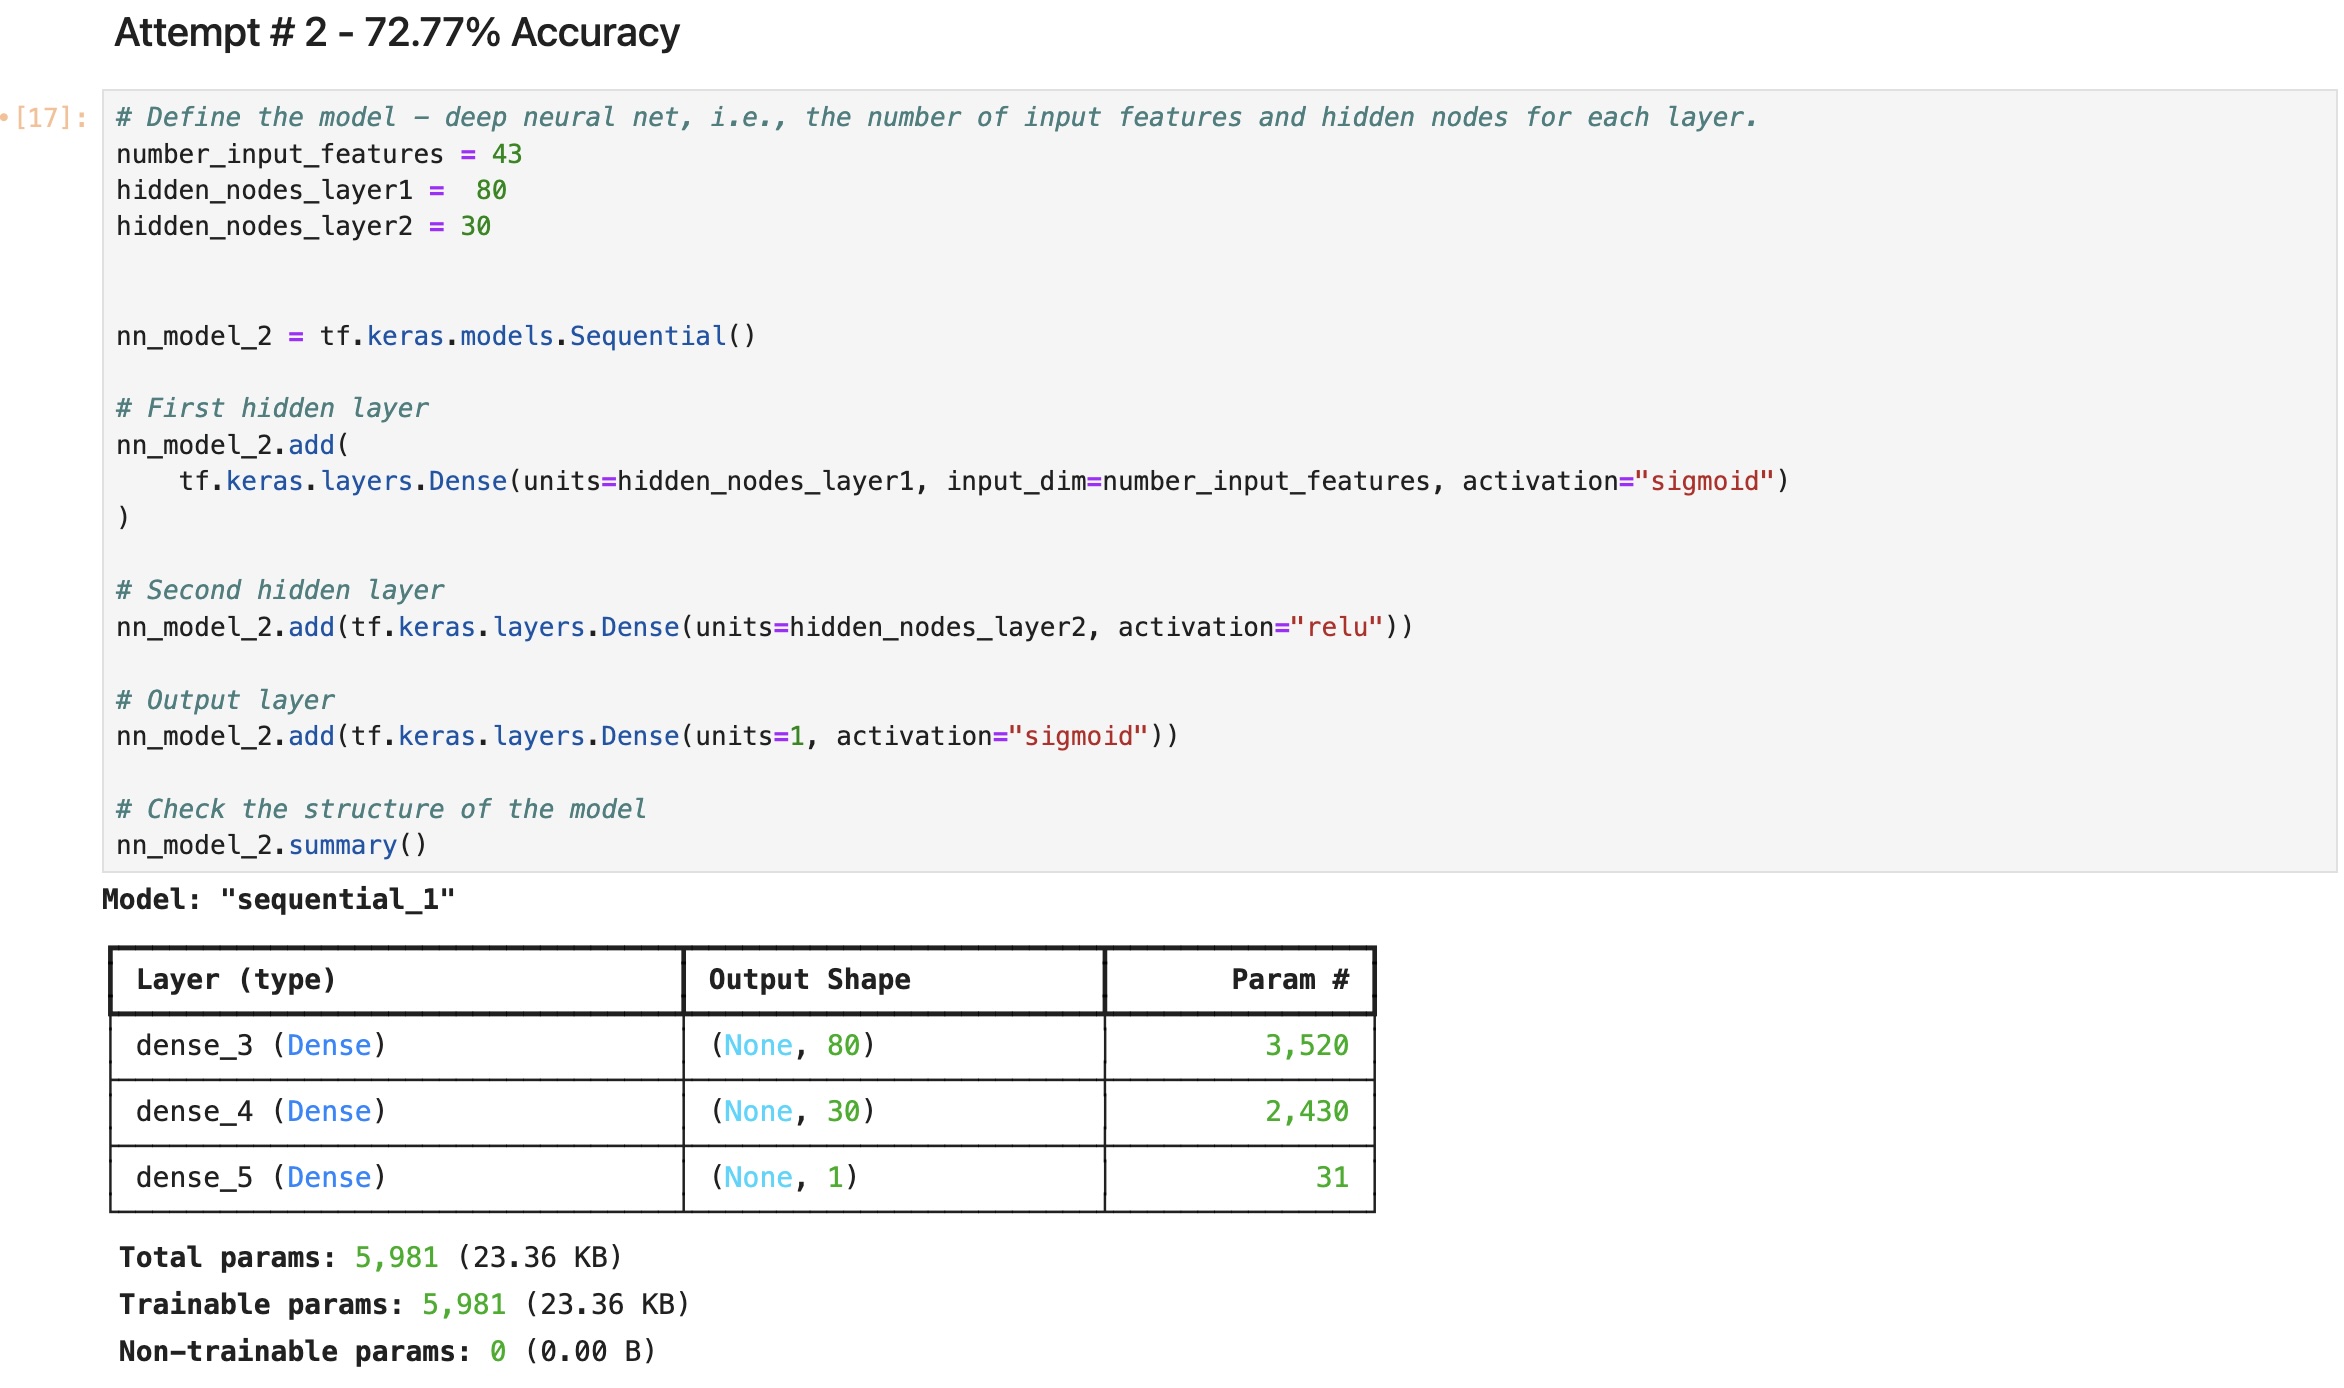 Attempt # 2 - 72.77% Accuracy
•[17]:
# Define the model – deep neural net, i.e., the number of input features and hidden nodes for each layer.
number_input_features = 43
hidden_nodes_layer1 =  80
hidden_nodes_layer2 = 30
nn_model_2 = tf.keras.models.Sequential()
# First hidden layer
nn_model_2.add(
    tf.keras.layers.Dense(units=hidden_nodes_layer1, input_dim=number_input_features, activation="sigmoid")
)
# Second hidden layer
nn_model_2.add(tf.keras.layers.Dense(units=hidden_nodes_layer2, activation="relu"))
# Output layer
nn_model_2.add(tf.keras.layers.Dense(units=1, activation="sigmoid"))
# Check the structure of the model
nn_model_2.summary()
Model: "sequential_1"
Layer (type) Output Shape Param #
dense_3 (Dense) (None, 80) 3,520
dense_4 (Dense) (None, 30) 2,430
dense_5 (Dense) (None, 1) 31
Total params: 5,981 (23.36 KB)
Trainable params: 5,981 (23.36 KB)
Non-trainable params: 0 (0.00 B)